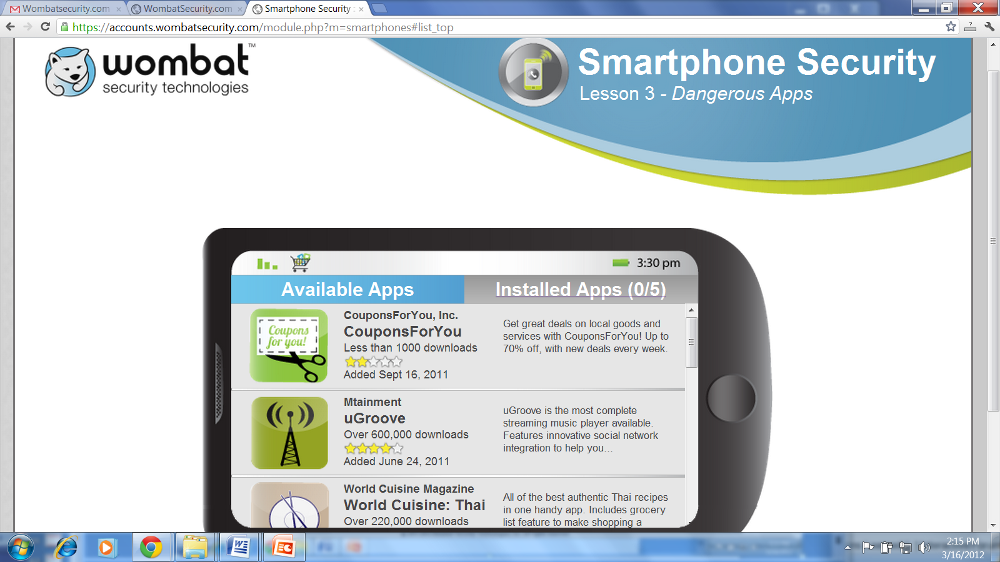 Wombatsecurity.com
WombatSecurity.com
Smartphone Security :
https://accounts.wombatsecurity.com/module.php?m=smartphones#list_top
wombat™
security technologies
Smartphone Security
Lesson 3 - Dangerous Apps
3:30 pm
Available Apps
Installed Apps (0/5)
Coupons
for you!
CouponsForYou, Inc.
CouponsForYou
Less than 1000 downloads
Added Sept 16, 2011
Get great deals on local goods and
services with CouponsForYou! Up to
70% off, with new deals every week.
Mtainment
uGroove
Over 600,000 downloads
Added June 24, 2011
uGroove is the most complete
streaming music player available.
Features innovative social network
integration to help you...
World Cuisine Magazine
World Cuisine: Thai
Over 220,000 downloads
All of the best authentic Thai recipes
in one handy app. Includes grocery
list feature to make shopping a
2:15 PM
3/16/2012